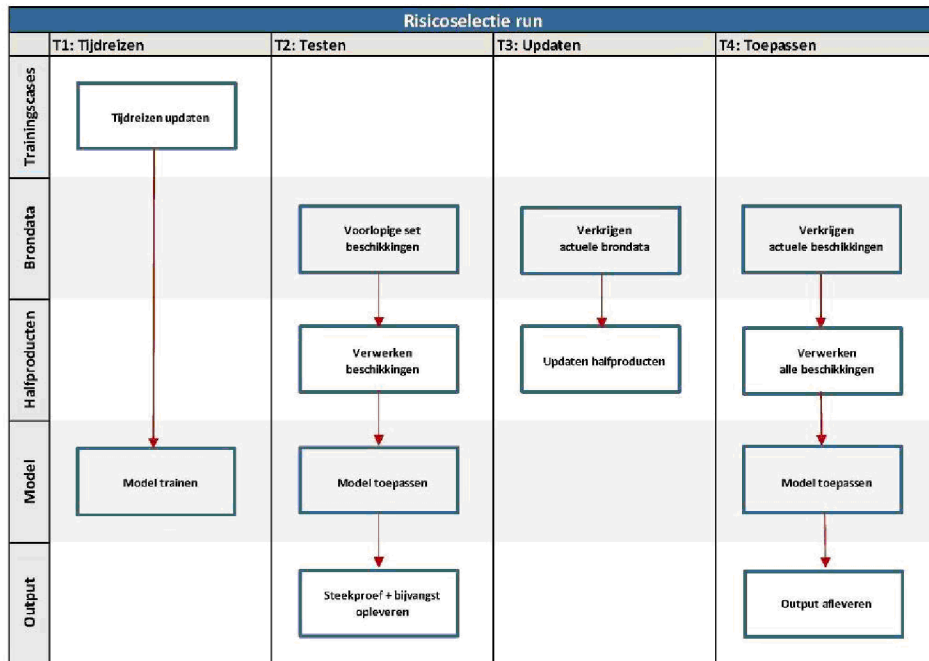 Risicoselectie run
T1: Tijdreizen
T2: Testen
T3: Updaten
T4: Toepassen
Trainingscases
Tijdreizen updaten
Brondata
Voorlopige set
beschikkingen
Verkrijgen
actuele brondata
Verkrijgen
actuele beschikkingen
Halfproducten
Verwerken
beschikkingen
Updaten halfproducten
Verwerken
alle beschikkingen
Model
Model trainen
Model toepassen
Model toepassen
Output
Steekproef + bijvangst
opleveren
Output afleveren